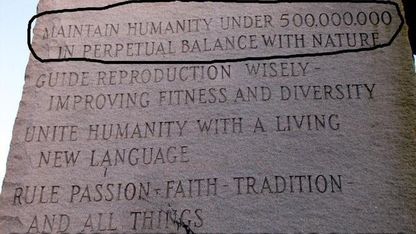 MAINTAIN HUMANITY UNDER 500.000.000
IN PERPETUAL BALANCE WITH NATURE
GUIDE REPRODUCTION WISELY-
IMPROVING FITNESS AND DIVERSITY
UNITE HUMANITY WITH A LIVING
NEW LANGUAGE
RULE PASSION-FAITH-TRADITION-
AND ALL THINGS